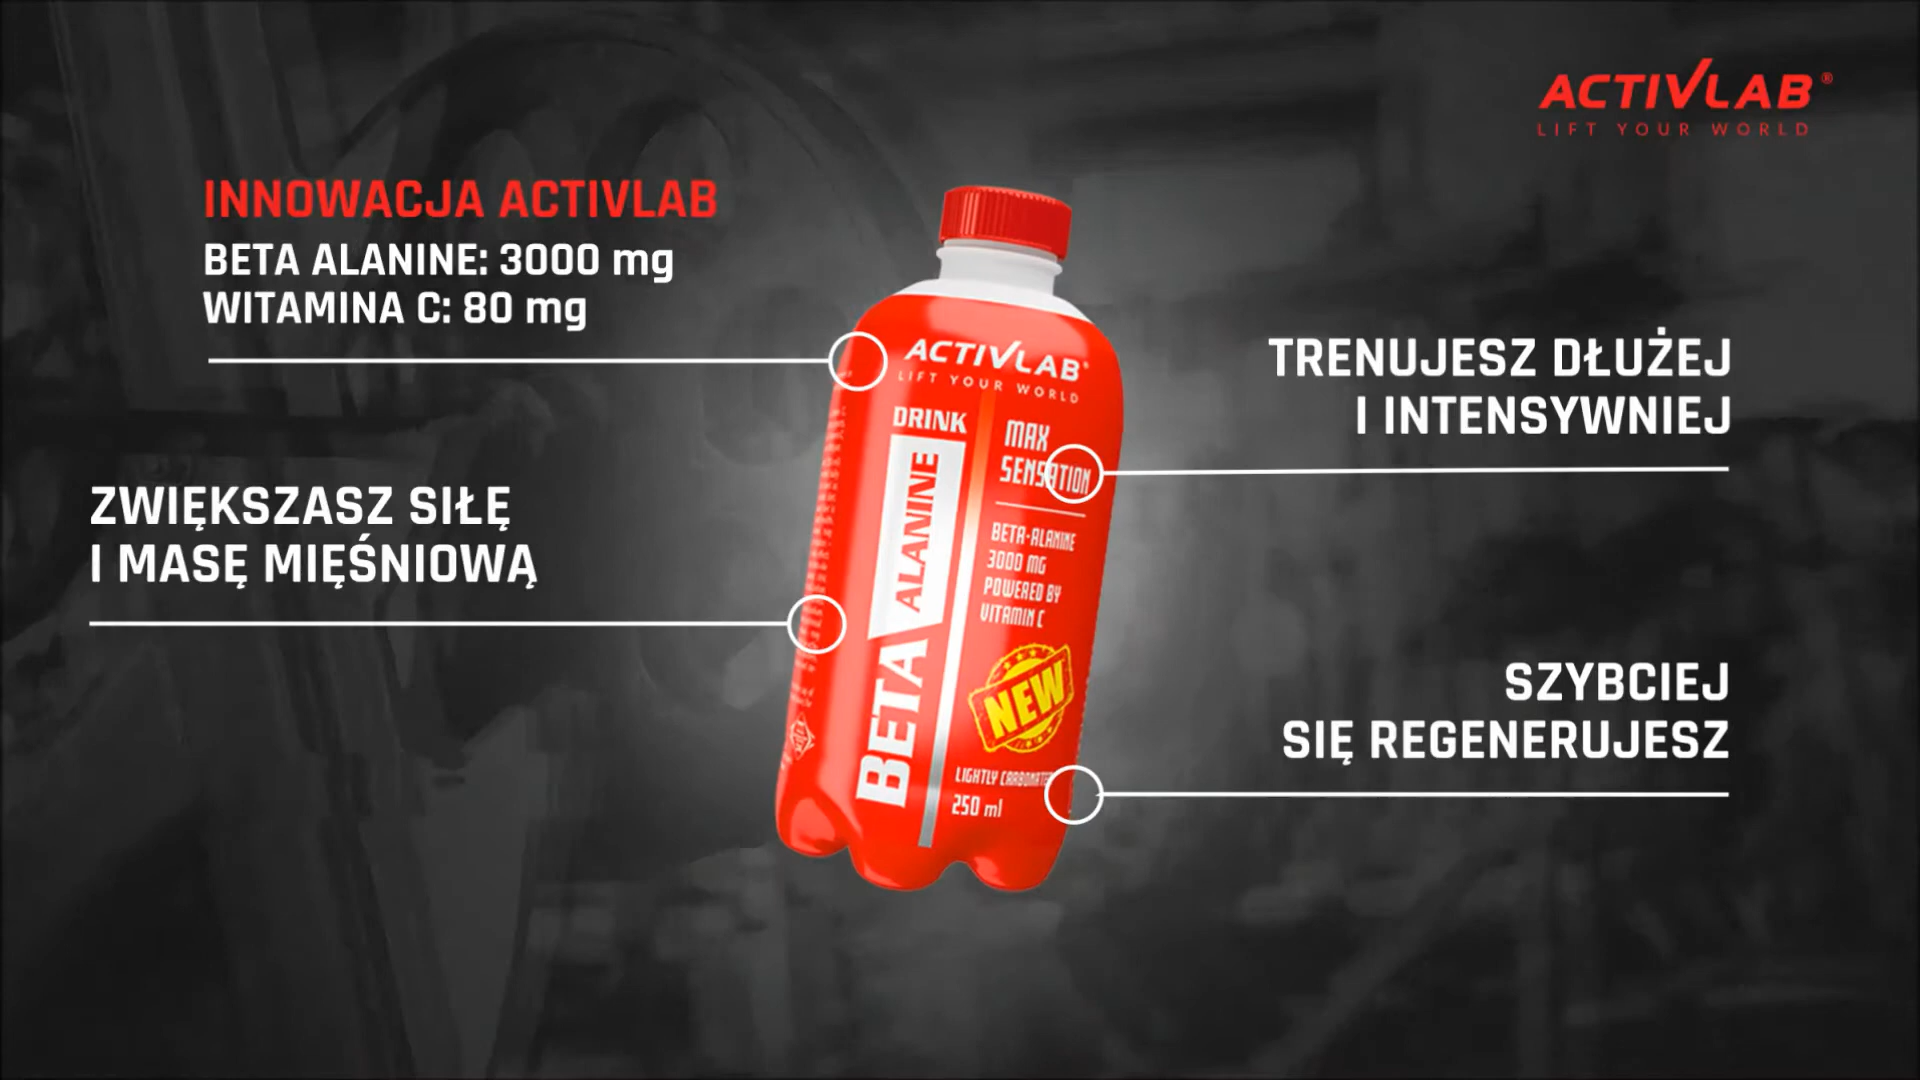 ACTIVLAB®
LIFT YOUR WORLD
INNOWACJA ACTIVLAB
BETA ALANINE: 3000 mg
WITAMINA C: 80 mg
ZWIĘKSZASZ SIŁĘ
I MASĘ MIĘŚNIOWĄ
ACTIVLAB®
LIFT YOUR WORLD
DRINK
BETA ALANINE
MAX
SENSATION
BETA-ALANINE
3000 MG
POWERED BY
VITAMIN C
NEW
LIGHTLY
250 ml
TRENUJESZ DŁUŻEJ
I INTENSYWNIEJ
SZYBCIEJ
SIĘ REGENERUJESZ